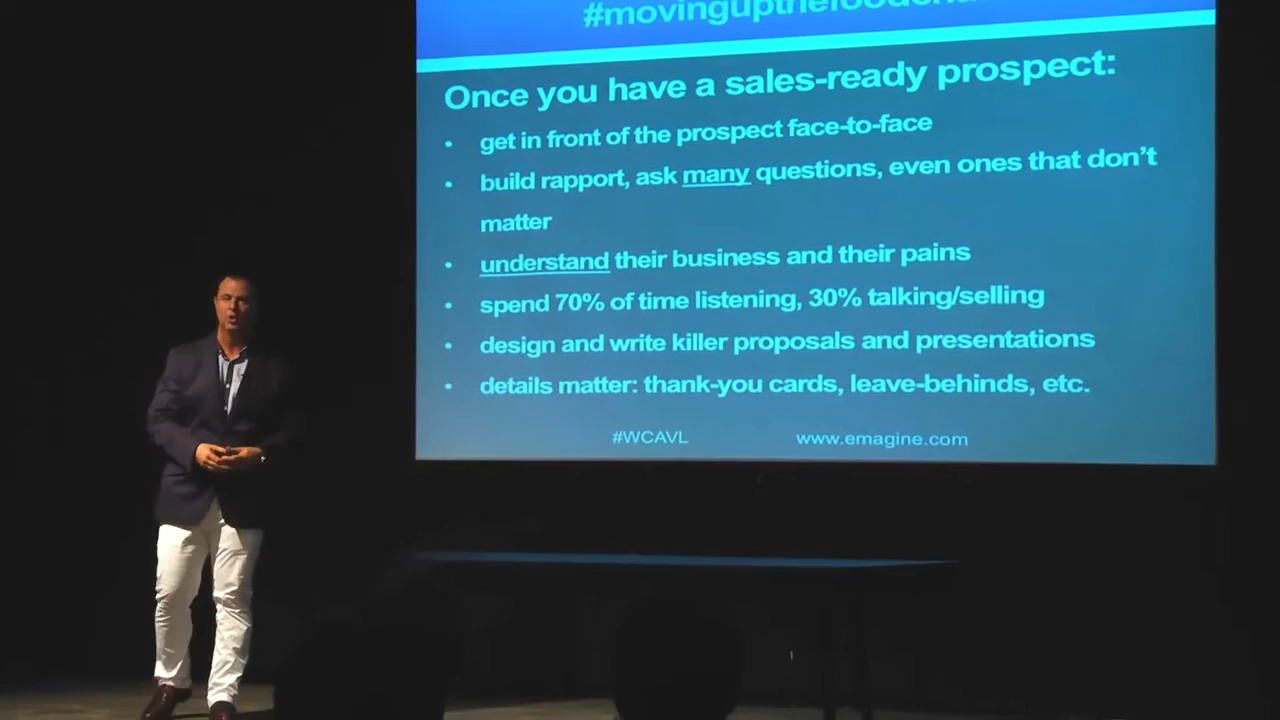 Once you have a sales-ready prospect:
• get in front of the prospect face-to-face
• build rapport, ask many questions, even ones that don't
matter
• understand their business and their pains
• spend 70% of time listening, 30% talking/selling
• design and write killer proposals and presentations
• details matter: thank-you cards, leave-behinds, etc.
#WCAVL www.emagine.com